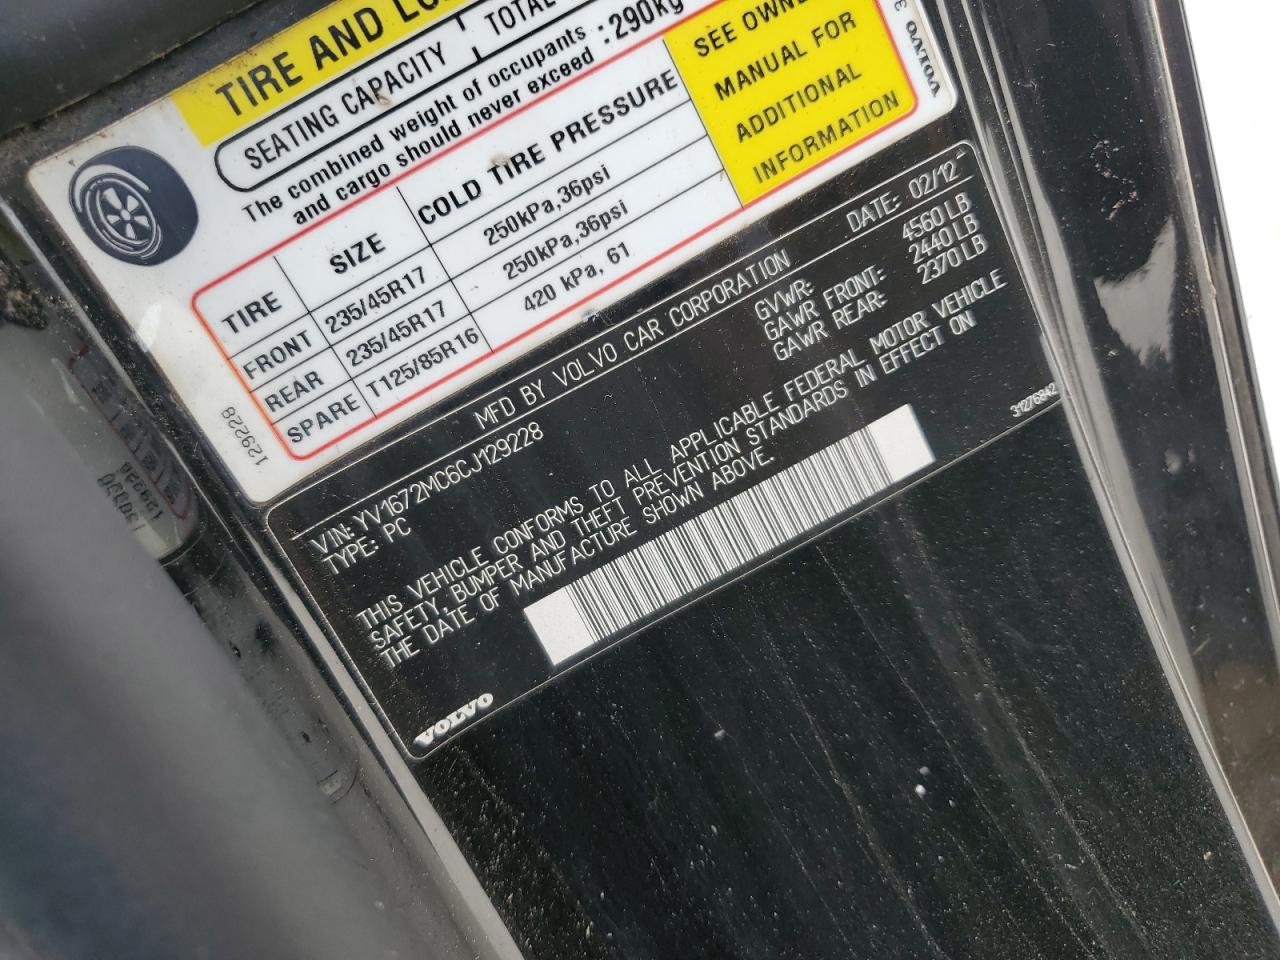 TIRE AND
SEATING CAPACITY TOTAL
The combined weight of occupants
and cargo should never exceed : 290kg
TIRE SIZE COLD TIRE PRESSURE
FRONT 235/45R17 250kPa,36psi
REAR 235/45R17 250kPa,36psi
SPARE T125/85R16 420 kPa, 61
SEE
MANUAL FOR
ADDITIONAL
INFORMATION
VOLVO
129228
MFD BY VOLVO CAR CORPORATION DATE: 02/12
VIN: YV1672MC6CJ129228
TYPE: PC
GVWR: 4560 LB
GAWR FRONT: 2440 LB
GAWR REAR: 2370 LB
THIS VEHICLE CONFORMS TO ALL APPLICABLE FEDERAL MOTOR VEHICLE
SAFETY, BUMPER AND THEFT PREVENTION STANDARDS IN EFFECT ON
THE DATE OF MANUFACTURE SHOWN ABOVE.
31276842
VOLVO